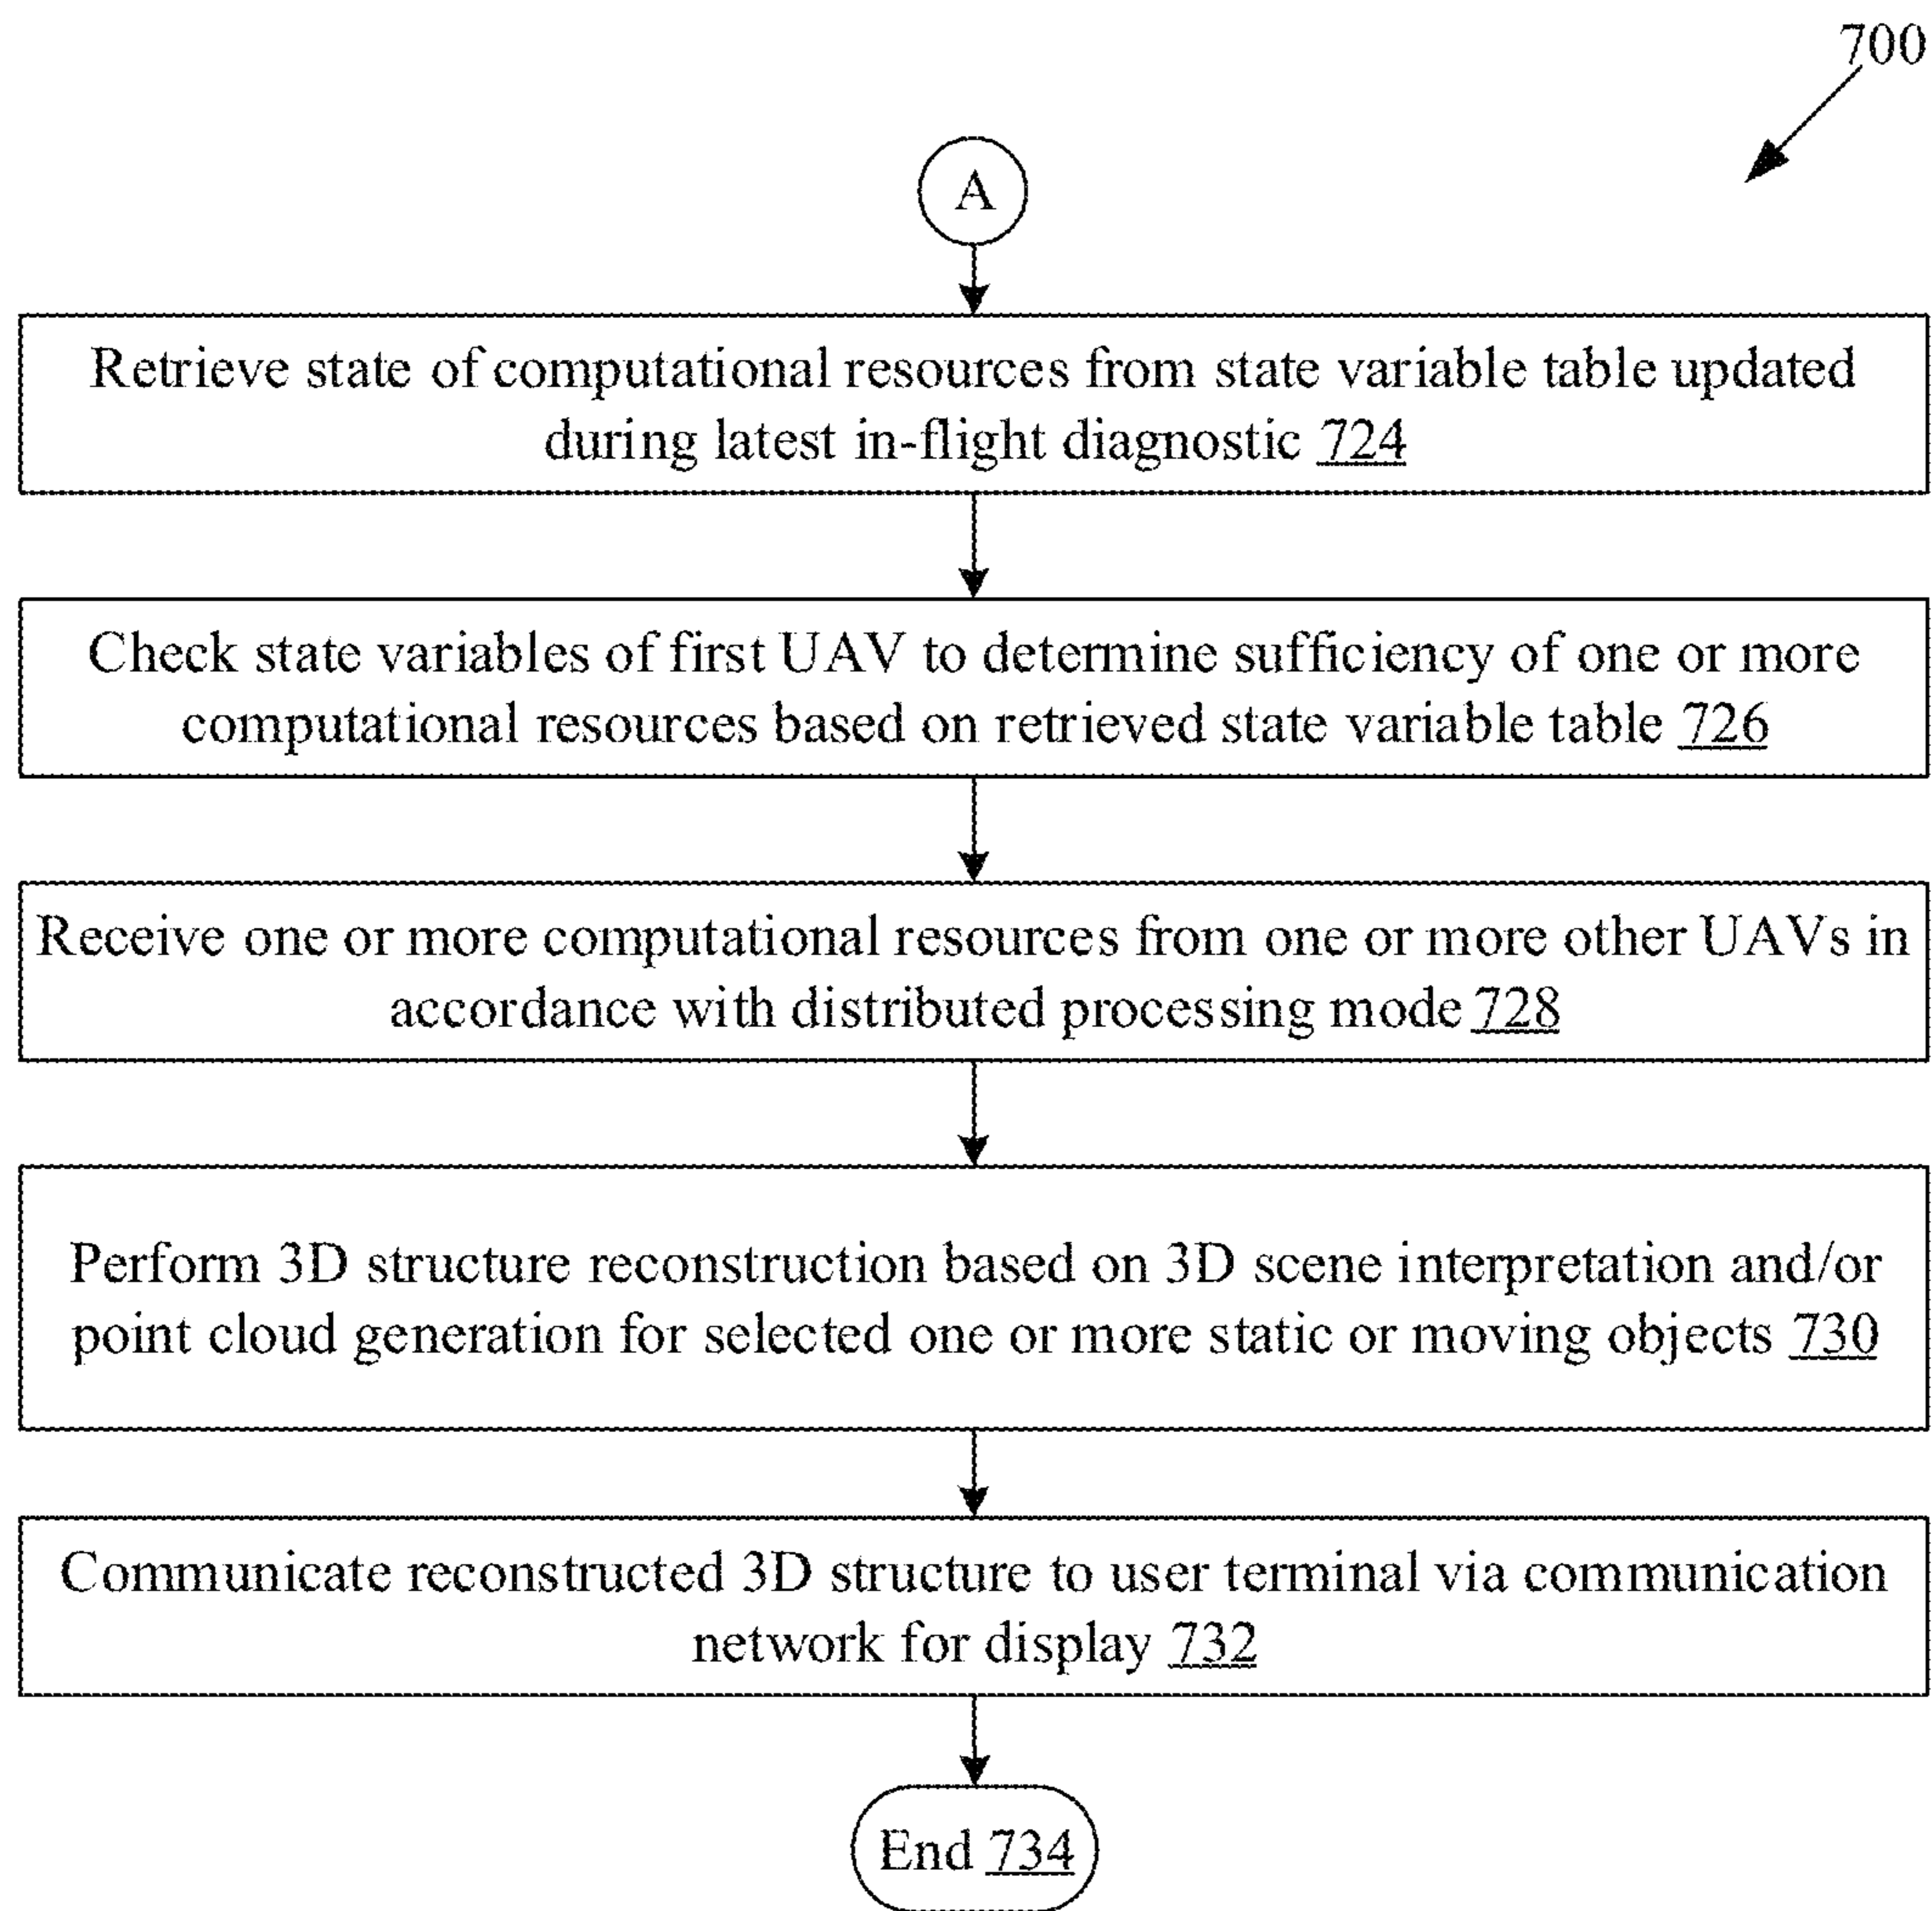 700
A
Retrieve state of computational resources from state variable table updated
during latest in-flight diagnostic 724
Check state variables of first UAV to determine sufficiency of one or more
computational resources based on retrieved state variable table 726
Receive one or more computational resources from one or more other UAVs in
accordance with distributed processing mode 728
Perform 3D structure reconstruction based on 3D scene interpretation and/or
point cloud generation for selected one or more static or moving objects 730
Communicate reconstructed 3D structure to user terminal via communication
network for display 732
End 734